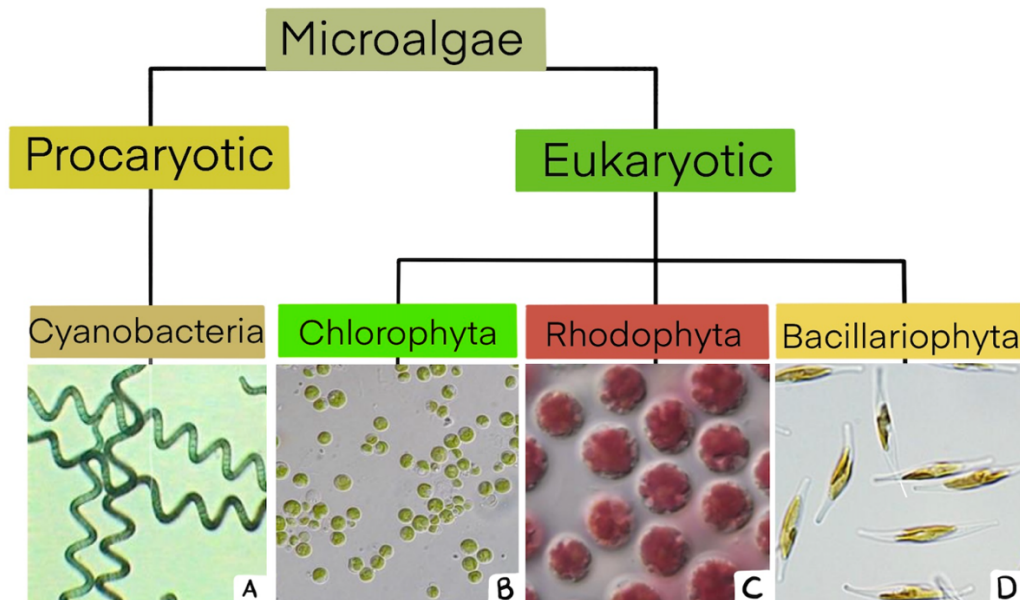 Microalgae
Procaryotic
Eukaryotic
Cyanobacteria
Chlorophyta
Rhodophyta
Bacillariophyta
A
B
C
D